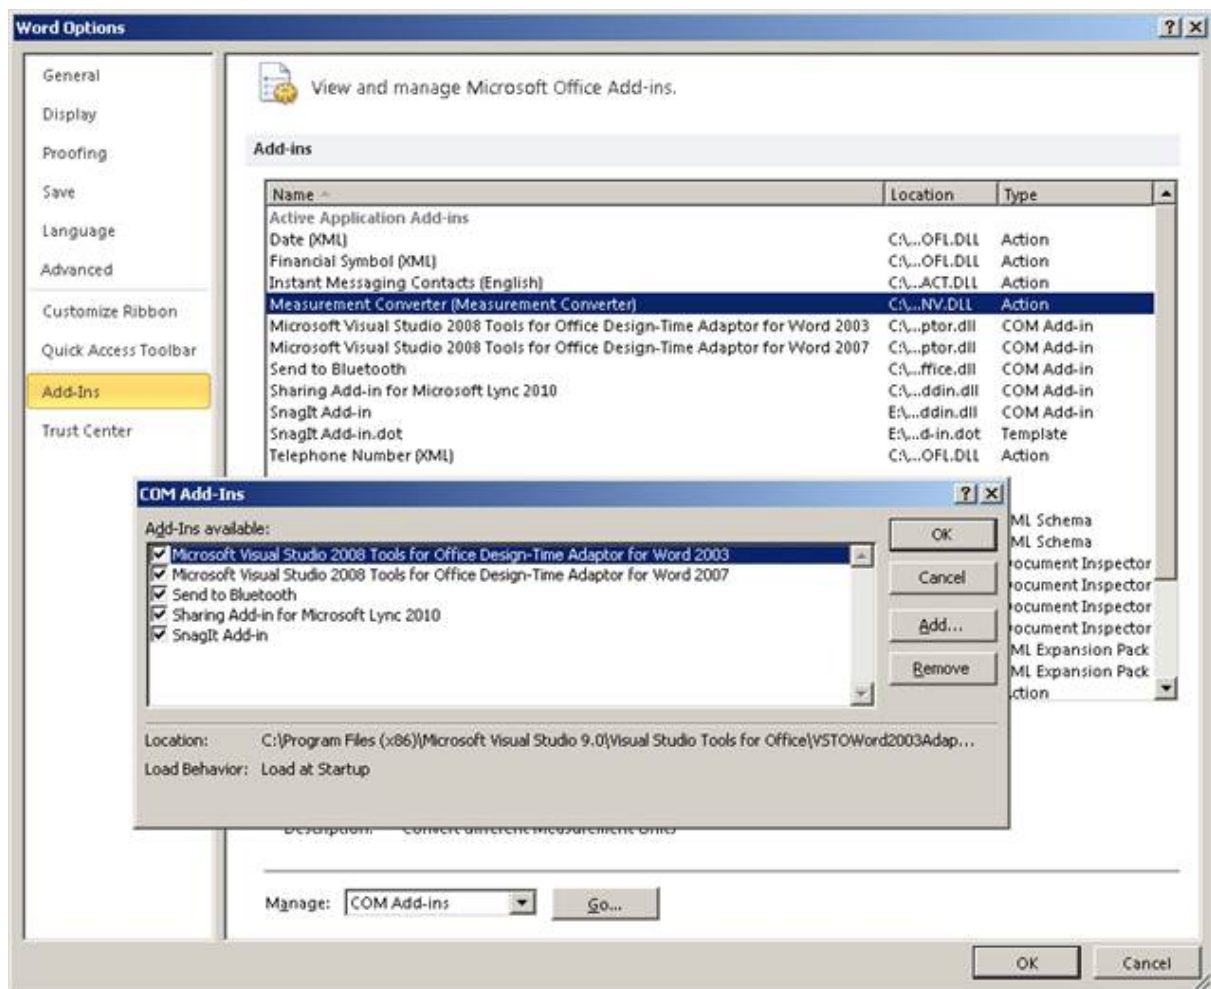 Word Options
General
Display
Proofing
Save
Language
Advanced
Customize Ribbon
Quick Access Toolbar
Add-Ins
Trust Center
View and manage Microsoft Office Add-ins.
Add-ins
Name Location Type
Active Application Add-ins
Date (XML) C:\...OFL.DLL Action
Financial Symbol (XML) C:\...OFL.DLL Action
Instant Messaging Contacts (English) C:\...ACT.DLL Action
Measurement Converter (Measurement Converter) C:\...NV.DLL Action
Microsoft Visual Studio 2008 Tools for Office Design-Time Adaptor for Word 2003 C:\...ptor.dll COM Add-in
Microsoft Visual Studio 2008 Tools for Office Design-Time Adaptor for Word 2007 C:\...ptor.dll COM Add-in
Send to Bluetooth C:\...ffice.dll COM Add-in
Sharing Add-in for Microsoft Lync 2010 C:\...ddin.dll COM Add-in
SnagIt Add-in E:\...ddin.dll COM Add-in
SnagIt Add-in.dot E:\...d-in.dot Template
Telephone Number (XML) C:\...OFL.DLL Action
ML Schema
ML Schema
ocument Inspector
ocument Inspector
ocument Inspector
ocument Inspector
ML Expansion Pack
ML Expansion Pack
ction
COM Add-Ins
Add-Ins available:
Microsoft Visual Studio 2008 Tools for Office Design-Time Adaptor for Word 2003
Microsoft Visual Studio 2008 Tools for Office Design-Time Adaptor for Word 2007
Send to Bluetooth
Sharing Add-in for Microsoft Lync 2010
SnagIt Add-in
OK
Cancel
Add...
Remove
Location: C:\Program Files (x86)\Microsoft Visual Studio 9.0\Visual Studio Tools for Office\VSTOWord2003Adap...
Load Behavior: Load at Startup
Description: Convert different Measurement Units
Manage: COM Add-ins Go...
OK Cancel